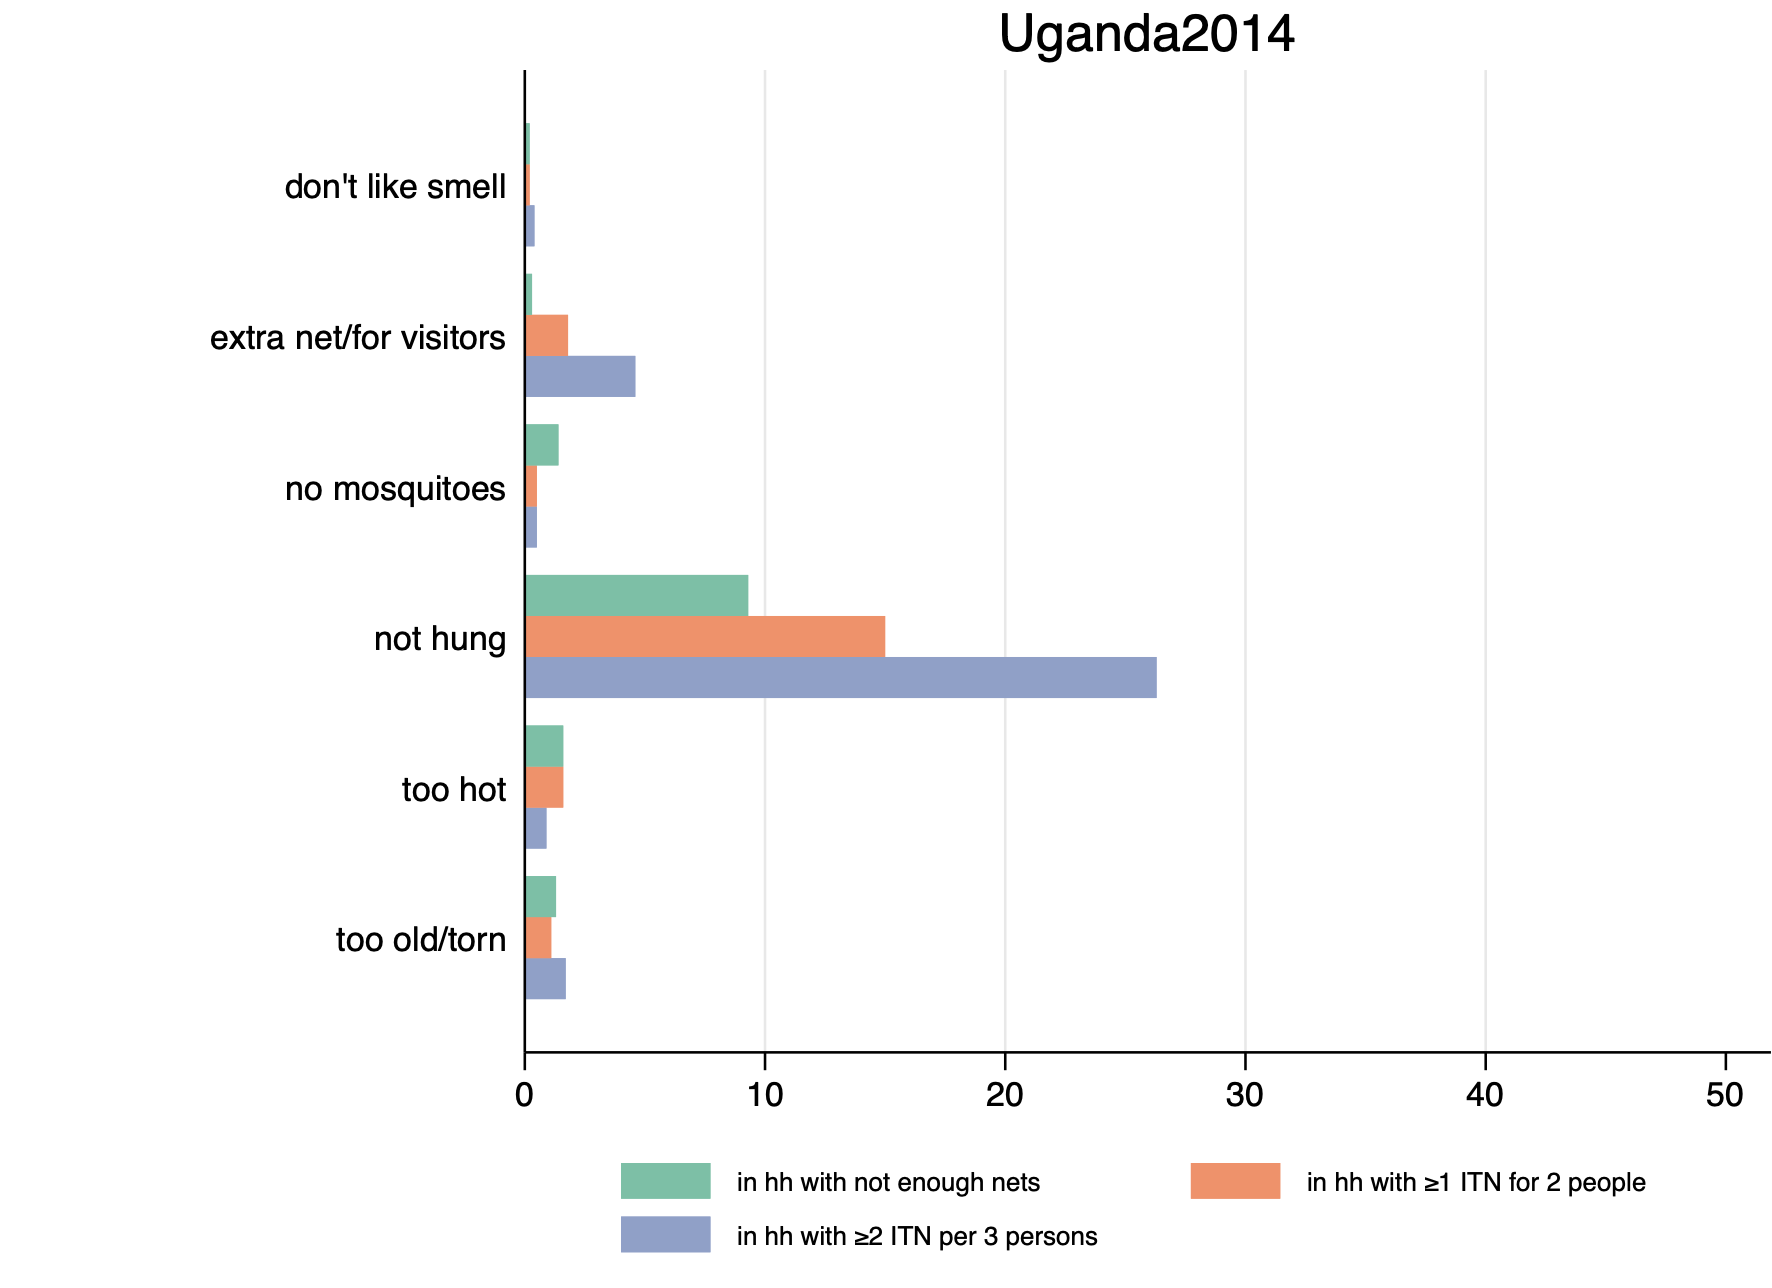 Uganda2014
don't like smell
extra net/for visitors
no mosquitoes
not hung
too hot
too old/torn
0 10 20 30 40 50
in hh with not enough nets
in hh with ≥1 ITN for 2 people
in hh with ≥2 ITN per 3 persons